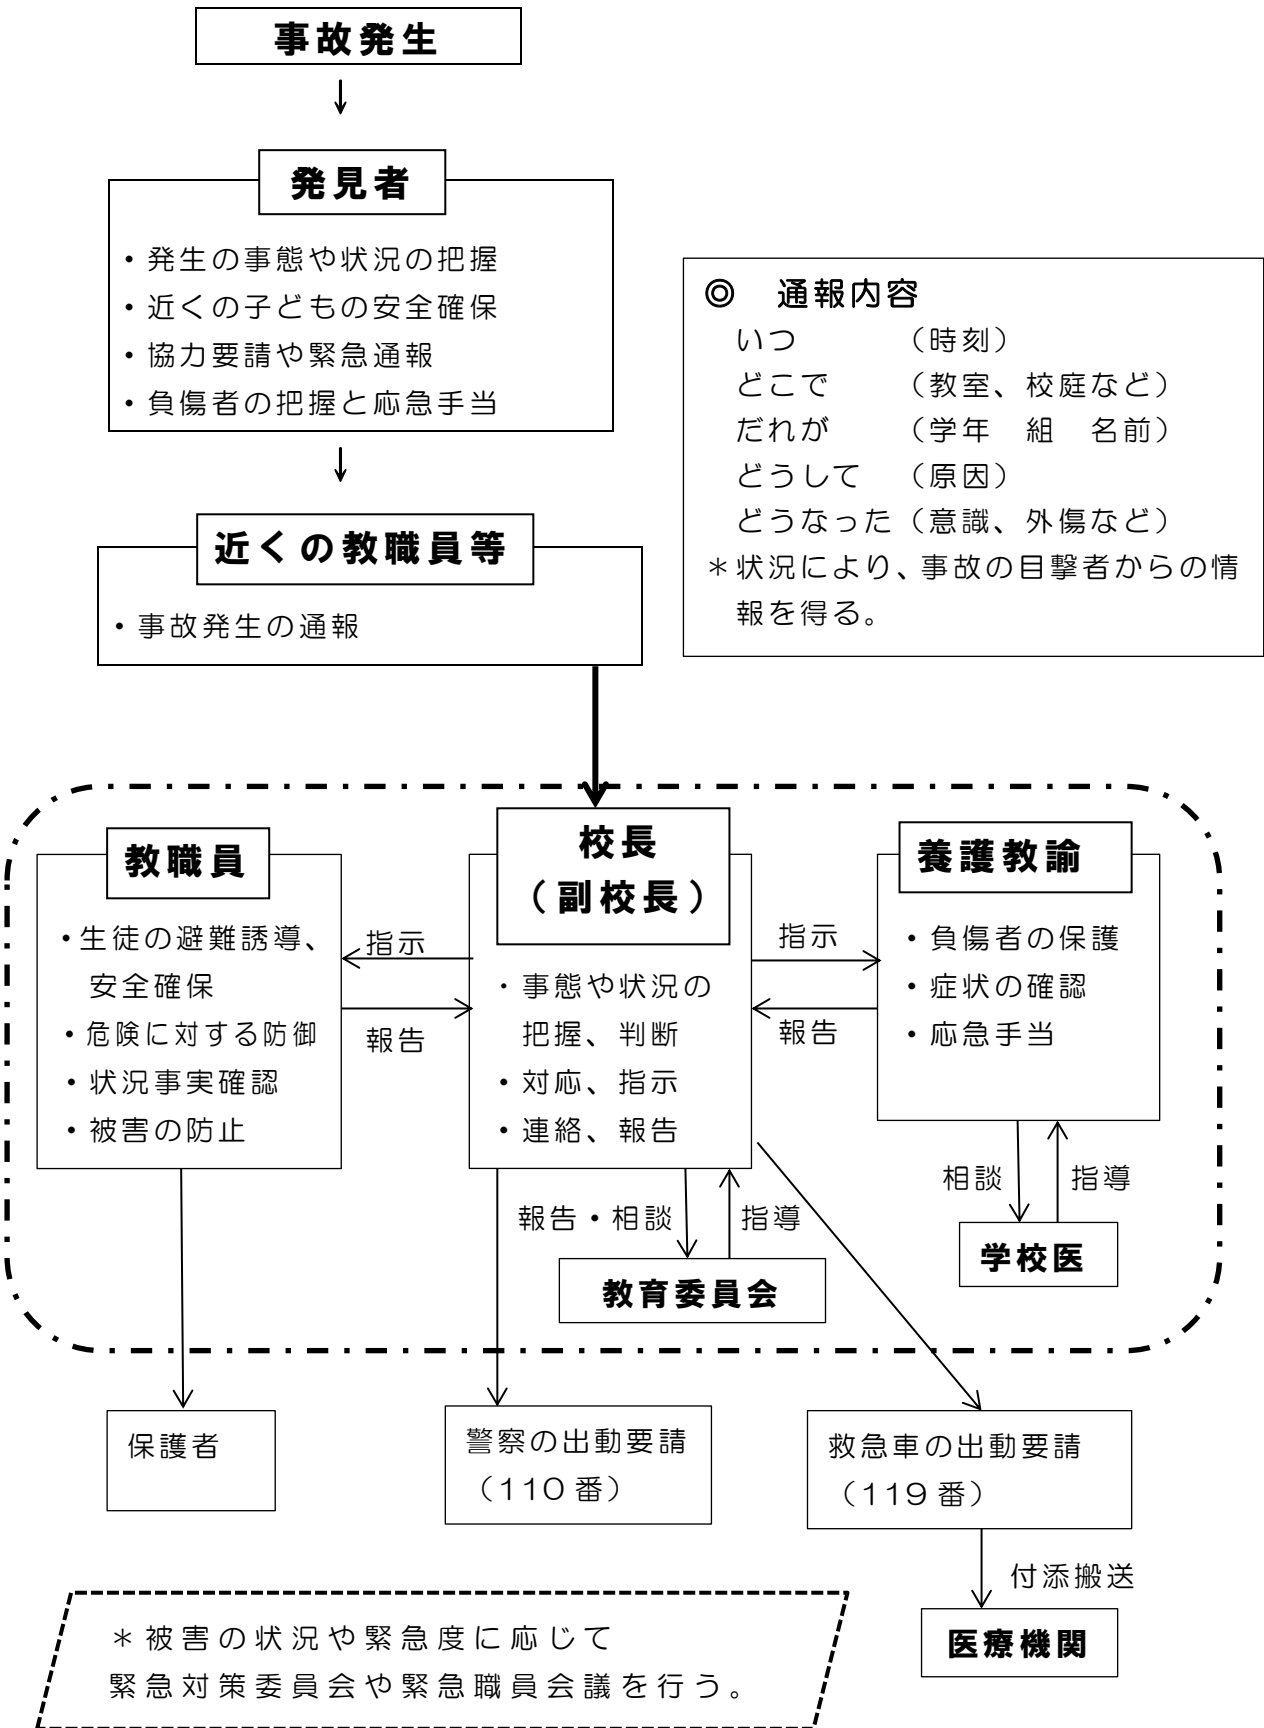 事故発生
発見者
・発生の事態や状況の把握
・近くの子どもの安全確保
・協力要請や緊急通報
・負傷者の把握と応急手当
◎　通報内容
いつ　　　（時刻）
どこで　　（教室、校庭など）
だれが　　（学年　組　名前）
どうして　（原因）
どうなった（意識、外傷など）
＊状況により、事故の目撃者からの情
報を得る。
近くの教職員等
・事故発生の通報
教職員
・生徒の避難誘導、
安全確保
・危険に対する防御
・状況事実確認
・被害の防止
指示
報告
校長
（副校長）
・事態や状況の
把握、判断
・対応、指示
・連絡、報告
指示
報告
養護教諭
・負傷者の保護
・症状の確認
・応急手当
報告・相談
指導
教育委員会
相談
指導
学校医
保護者
警察の出動要請
（110番）
救急車の出動要請
（119番）
付添搬送
医療機関
＊被害の状況や緊急度に応じて
緊急対策委員会や緊急職員会議を行う。